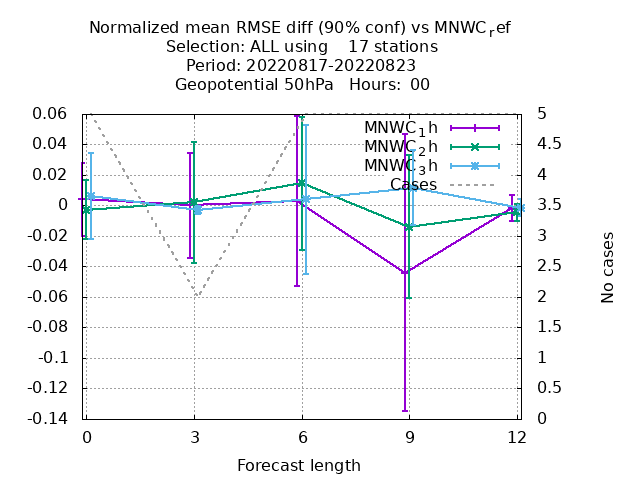 Normalized mean RMSE diff (90% conf) vs MNWC_ref
Selection: ALL using    17 stations
Period: 20220817-20220823
Geopotential 50hPa   Hours: 00
MNWC_1h
MNWC_2h
MNWC_3h
Cases
0.06
0.04
0.02
0
-0.02
-0.04
-0.06
-0.08
-0.1
-0.12
-0.14
5
4.5
4
3.5
3
2.5
2
1.5
1
0.5
0
No cases
0 3 6 9 12
Forecast length